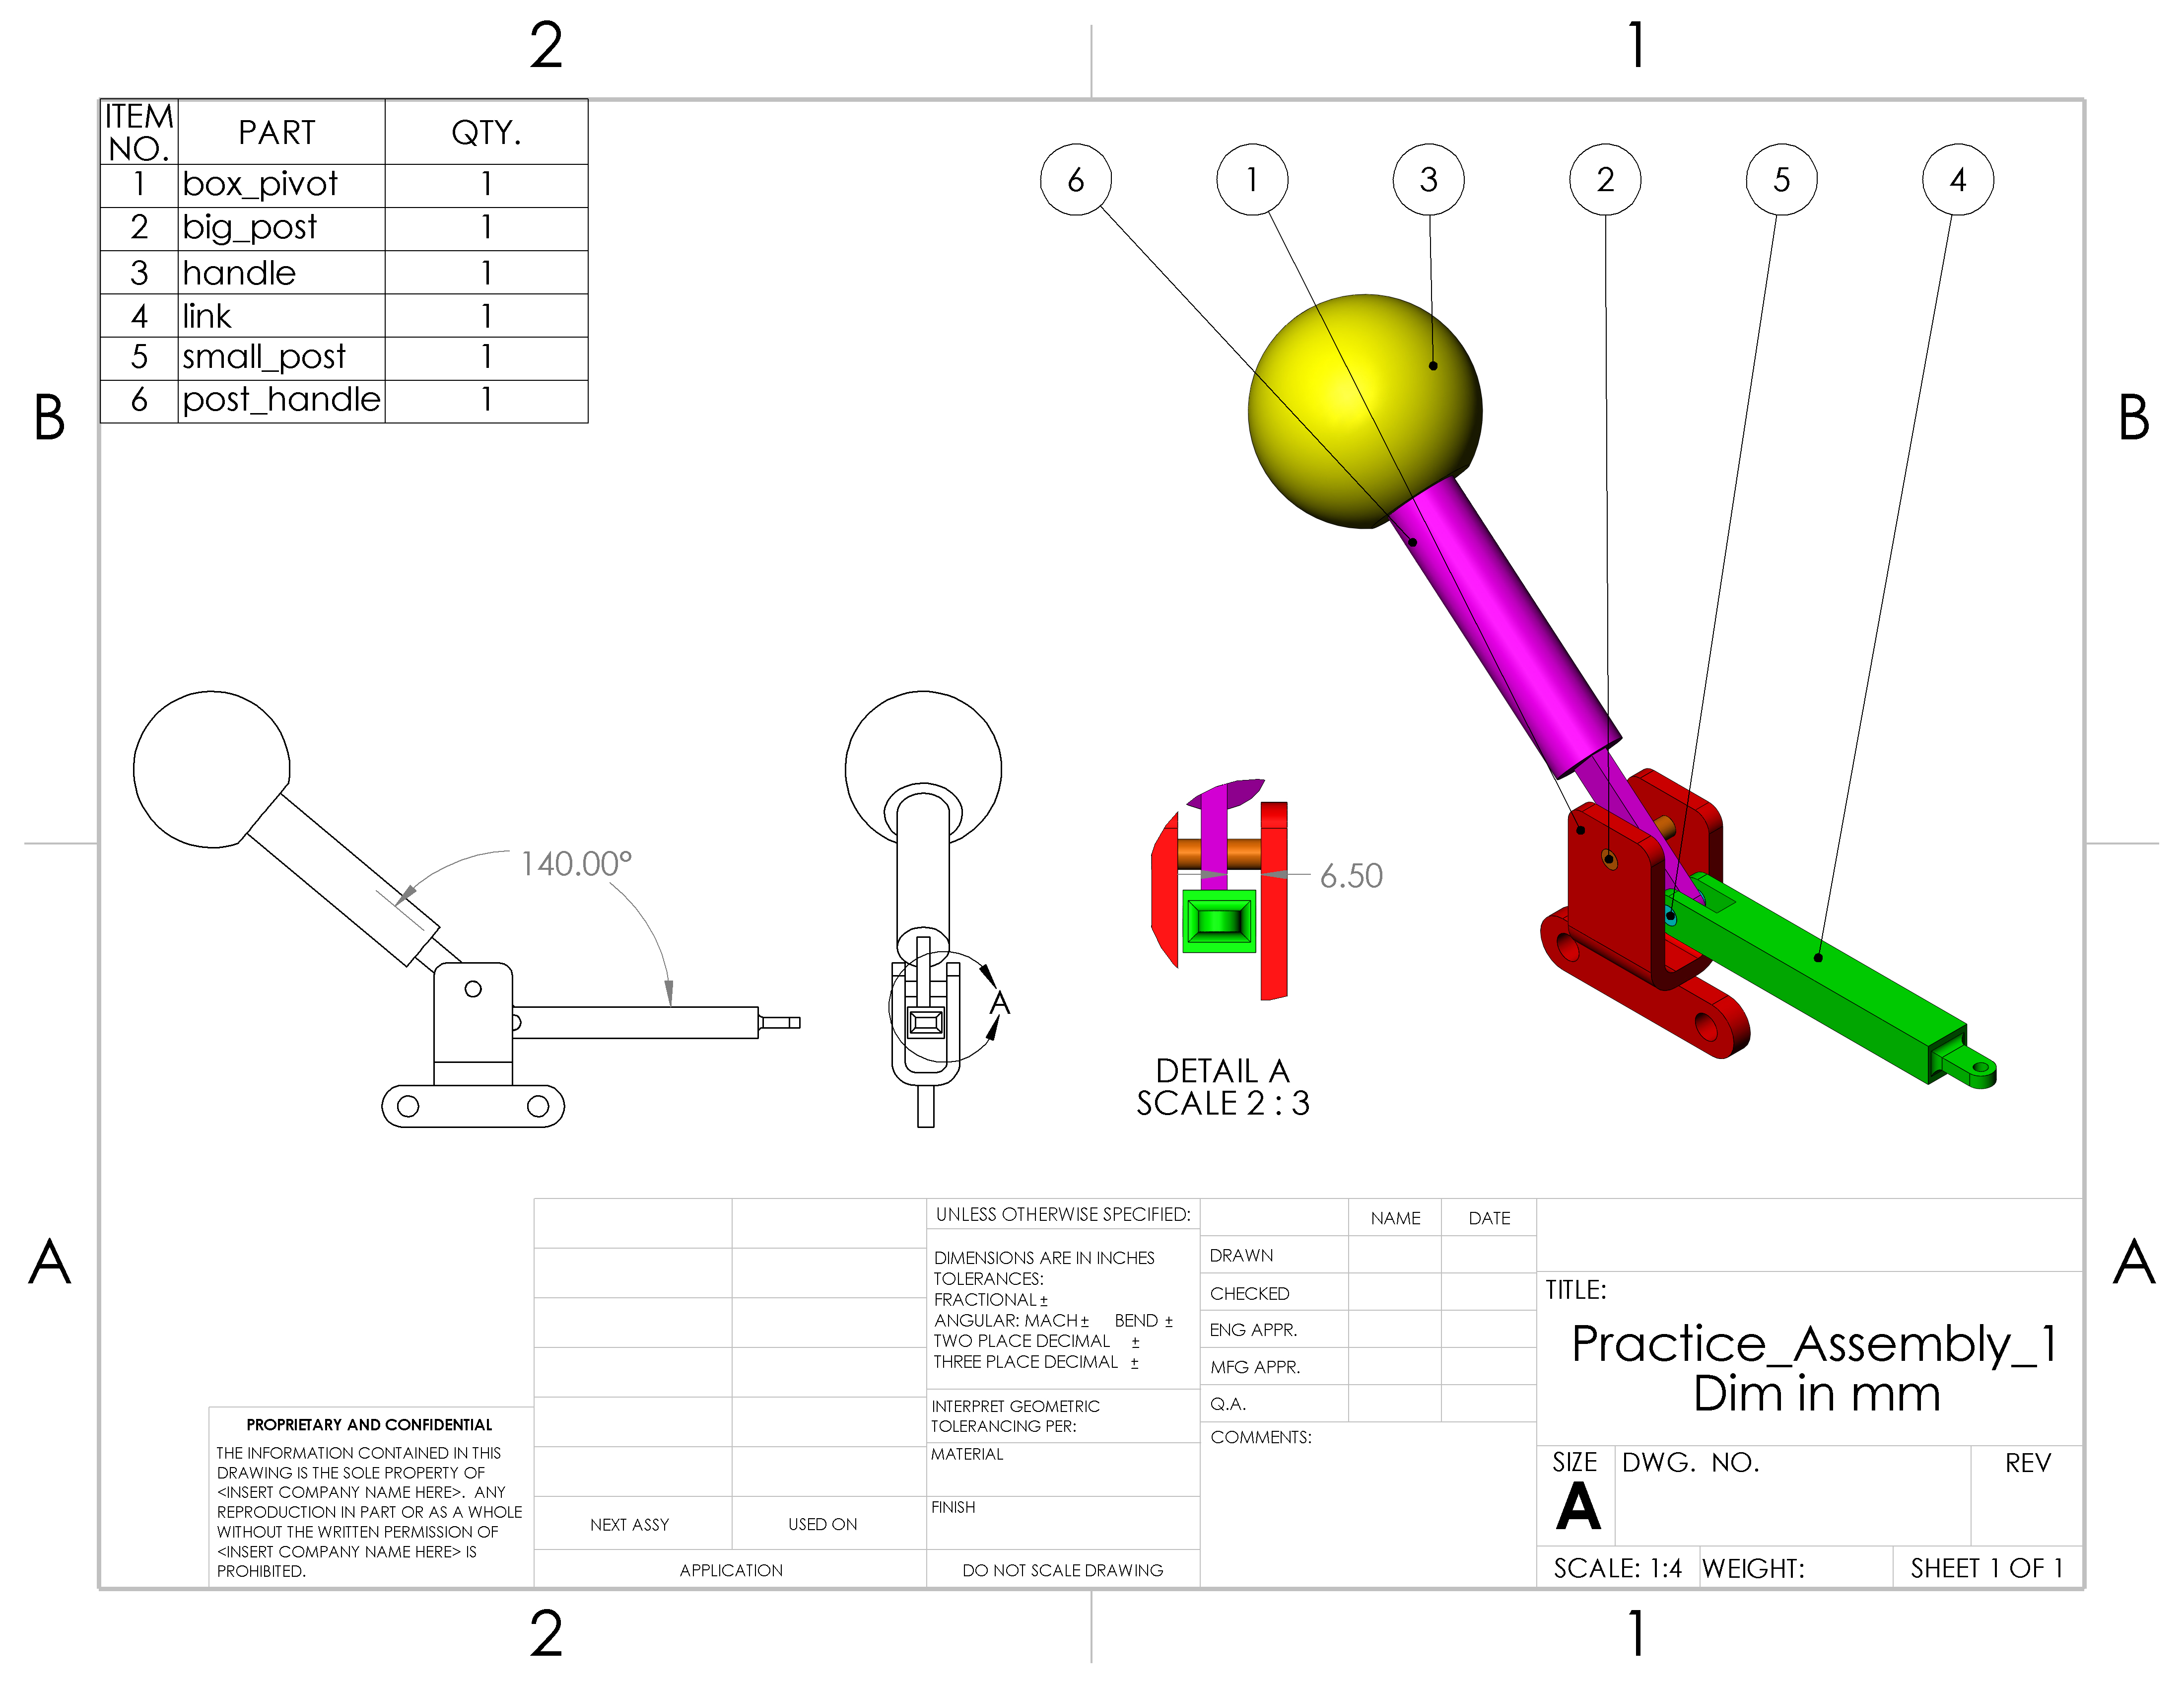 2 1
ITEM NO. PART QTY.
1 box_pivot 1
2 big_post 1
3 handle 1
4 link 1
5 small_post 1
6 post_handle 1
6 1 3 2 5 4
B B
140.00°
A
6.50
DETAIL A
SCALE 2 : 3
A A
UNLESS OTHERWISE SPECIFIED:
DIMENSIONS ARE IN INCHES
TOLERANCES:
FRACTIONAL ±
ANGULAR: MACH ± BEND ±
TWO PLACE DECIMAL ±
THREE PLACE DECIMAL ±
INTERPRET GEOMETRIC
TOLERANCING PER:
MATERIAL
FINISH
DO NOT SCALE DRAWING
NAME DATE
DRAWN
CHECKED
ENG APPR.
MFG APPR.
Q.A.
COMMENTS:
TITLE:
Practice_Assembly_1
Dim in mm
SIZE DWG. NO. REV
A
SCALE: 1:4 WEIGHT: SHEET 1 OF 1
PROPRIETARY AND CONFIDENTIAL
THE INFORMATION CONTAINED IN THIS
DRAWING IS THE SOLE PROPERTY OF
<INSERT COMPANY NAME HERE>. ANY
REPRODUCTION IN PART OR AS A WHOLE
WITHOUT THE WRITTEN PERMISSION OF
<INSERT COMPANY NAME HERE> IS
PROHIBITED.
NEXT ASSY USED ON
APPLICATION
2 1